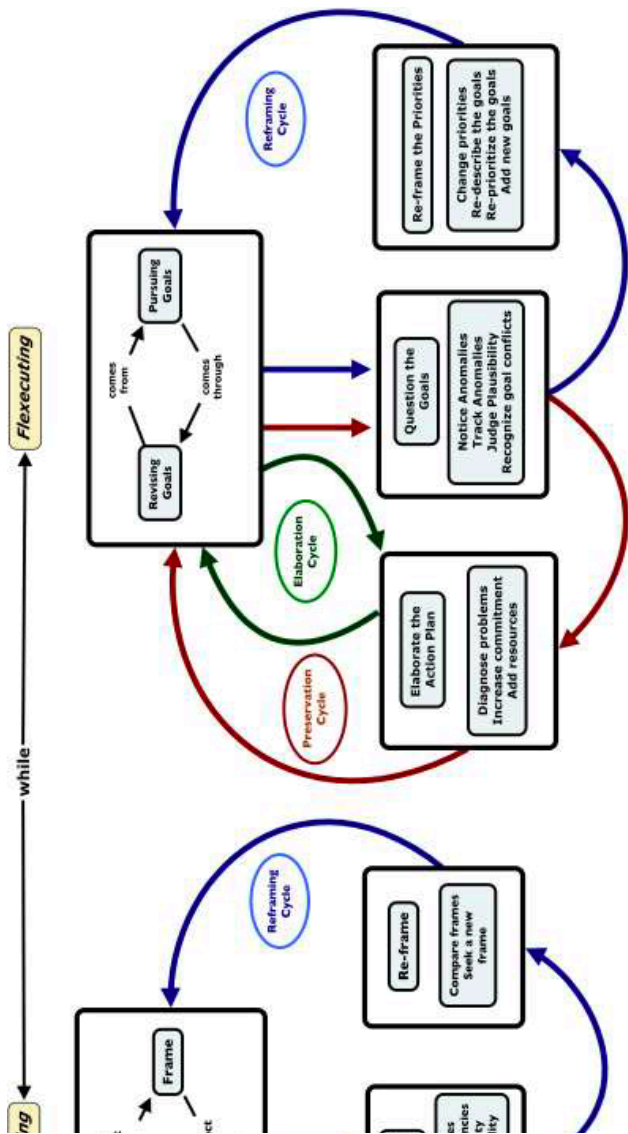 while
Flexecuting
Frame
Reframing
Cycle
Re-frame
Compare frames
Seek a new
frame
Revising
Goals
comes
from
Pursuing
Goals
comes
through
Preservation
Cycle
Elaboration
Cycle
Reframing
Cycle
Elaborate the
Action Plan
Diagnose problems
Increase commitment
Add resources
Question the
Goals
Notice Anomalies
Track Anomalies
Judge Plausibility
Recognize goal conflicts
Re-frame the Priorities
Change priorities
Re-describe the goals
Re-prioritize the goals
Add new goals